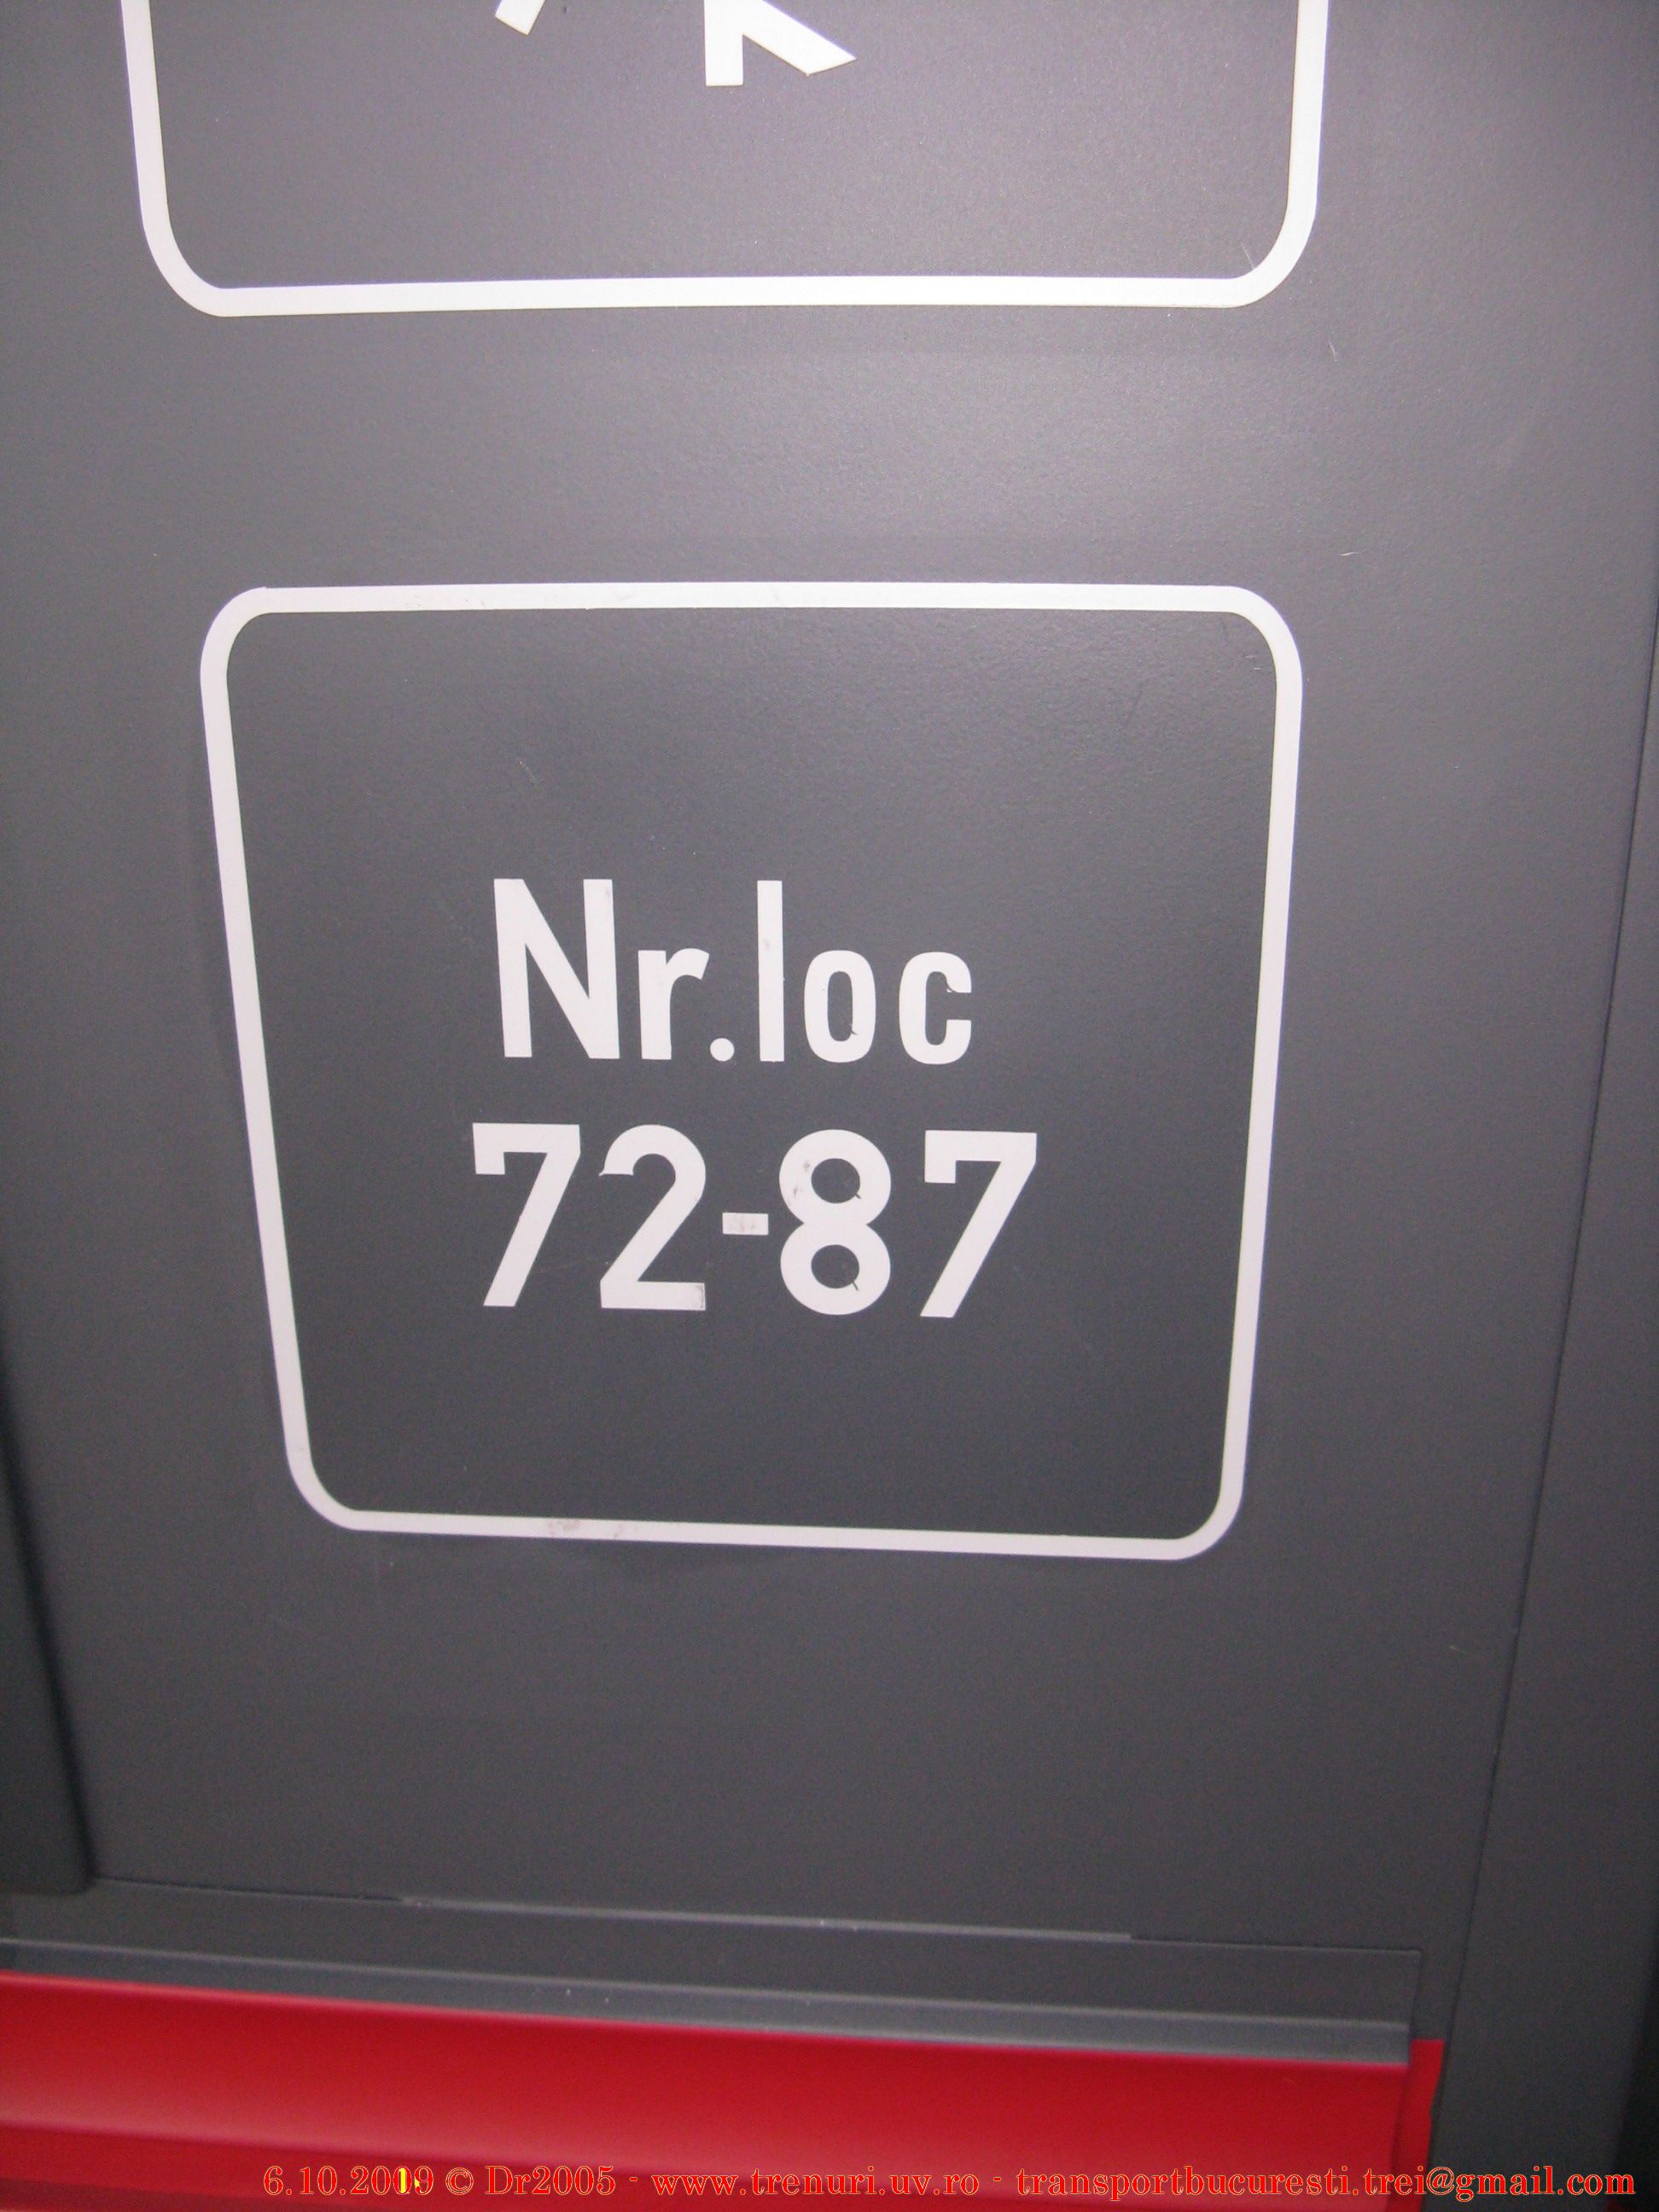 Nr.loc
72-87
6.10.2009 © Dr2005 - www.trenuri.uv.ro - transportbucuresti.trei@gmail.com